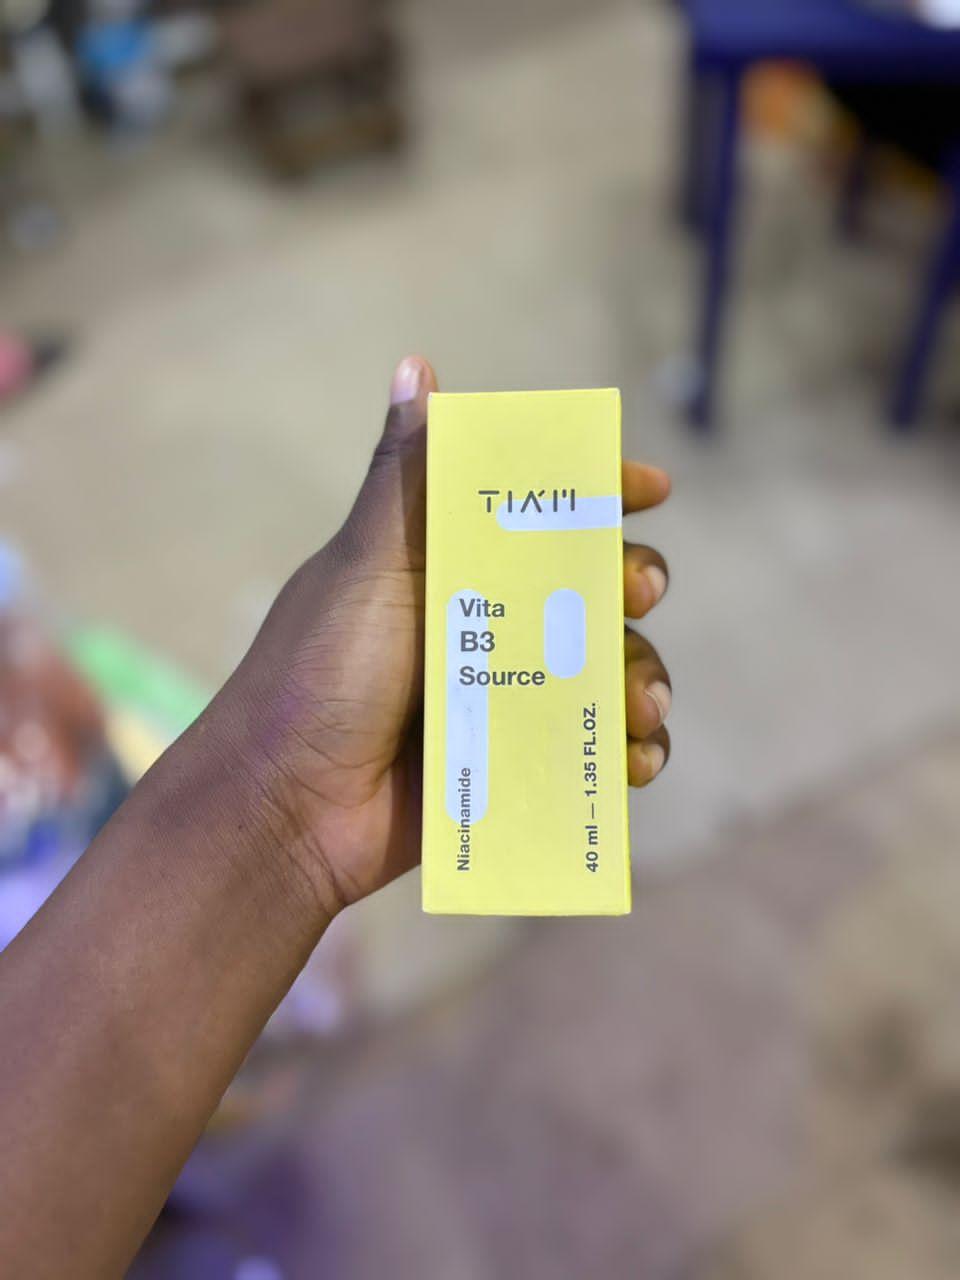 TIA'M
Vita
B3
Source
Niacinamide
40 ml — 1.35 FL.OZ.